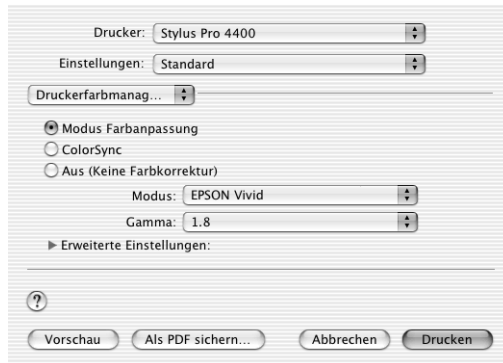 Drucker: Stylus Pro 4400
Einstellungen: Standard
Druckerfarbmanag...
Modus Farbanpassung
ColorSync
Aus (Keine Farbkorrektur)
Modus: EPSON Vivid
Gamma: 1.8
Erweiterte Einstellungen:
?
Vorschau Als PDF sichern... Abbrechen Drucken